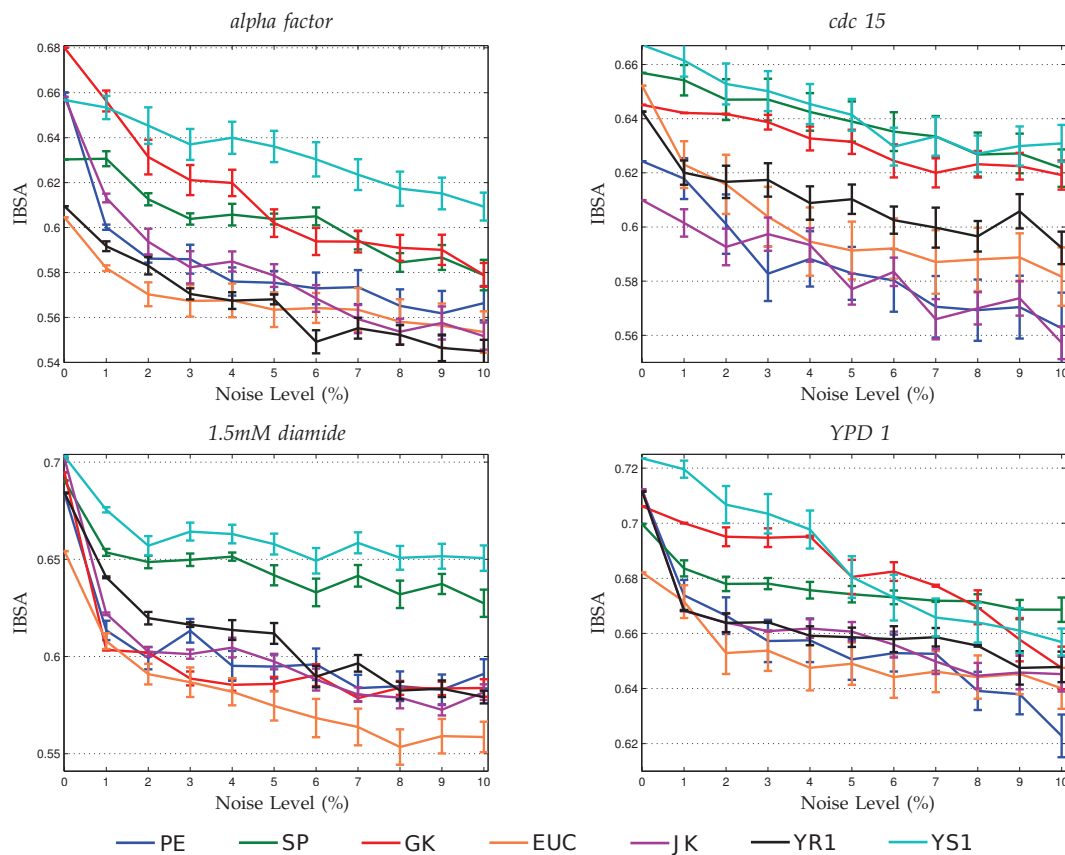 alpha factor
0.68
0.66
0.64
0.62
0.6
0.58
0.56
0.54
IBSA
0 1 2 3 4 5 6 7 8 9 10
Noise Level (%)
cdc 15
0.66
0.64
0.62
0.6
0.58
0.56
IBSA
0 1 2 3 4 5 6 7 8 9 10
Noise Level (%)
1.5mM diamide
0.7
0.65
0.6
0.55
IBSA
0 1 2 3 4 5 6 7 8 9 10
Noise Level (%)
YPD 1
0.72
0.7
0.68
0.66
0.64
0.62
IBSA
0 1 2 3 4 5 6 7 8 9 10
Noise Level (%)
PE SP GK EUC JK YR1 YS1